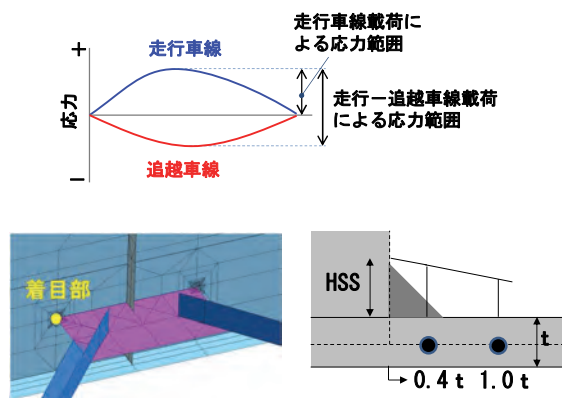 走行車線載荷に
よる応力範囲
走行車線
+
応力
走行ー追越車線載荷
による応力範囲
−
追越車線
着目部
HSS
t
0.4t 1.0t